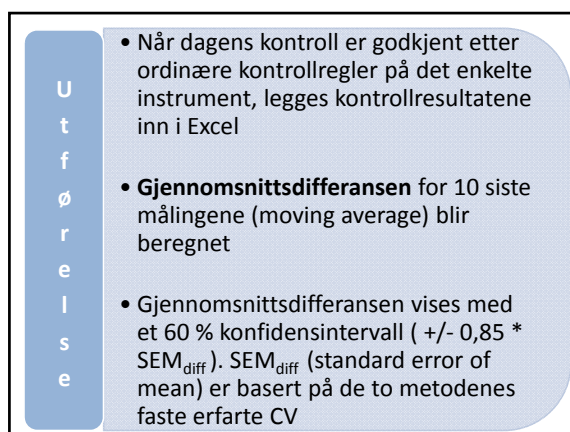 Utførelse
• Når dagens kontroll er godkjent etter
ordinære kontrollregler på det enkelte
instrument, legges kontrollresultatene
inn i Excel
• Gjennomsnittsdifferansen for 10 siste
målingene (moving average) blir
beregnet
• Gjennomsnittsdifferansen vises med
et 60 % konfidensintervall ( +/- 0,85 *
SEMdiff ). SEMdiff (standard error of
mean) er basert på de to metodenes
faste erfarte CV